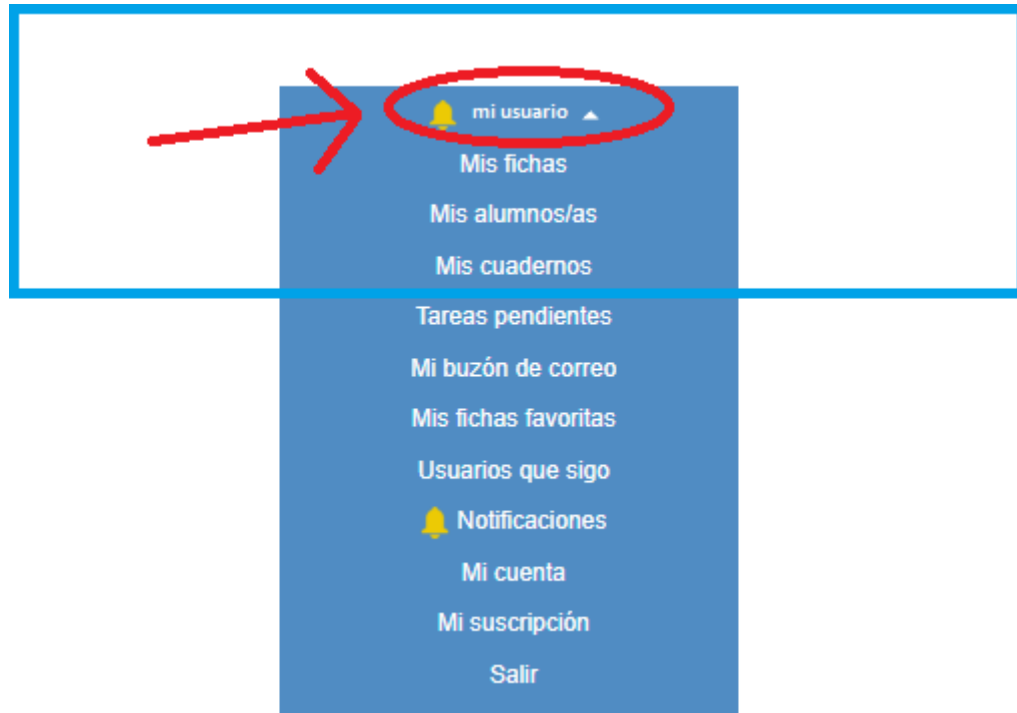 mi usuario
Mis fichas
Mis alumnos/as
Mis cuadernos
Tareas pendientes
Mi buzón de correo
Mis fichas favoritas
Usuarios que sigo
Notificaciones
Mi cuenta
Mi suscripción
Salir